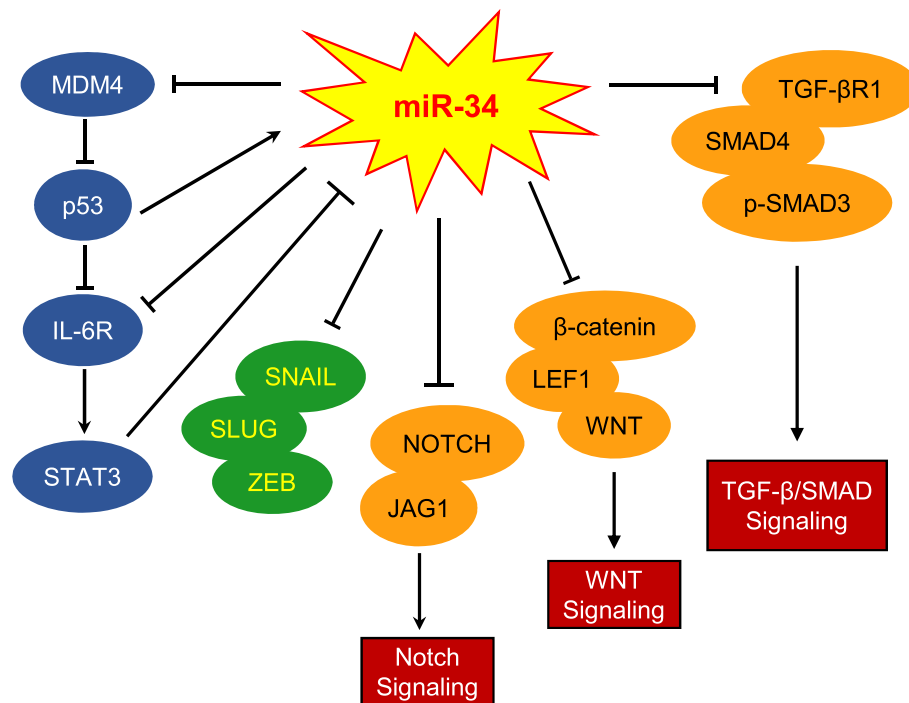 miR-34
MDM4
p53
IL-6R
STAT3
SNAIL
SLUG
ZEB
NOTCH
JAG1
Notch
Signaling
β-catenin
LEF1
WNT
WNT
Signaling
TGF-βR1
SMAD4
p-SMAD3
TGF-β/SMAD
Signaling